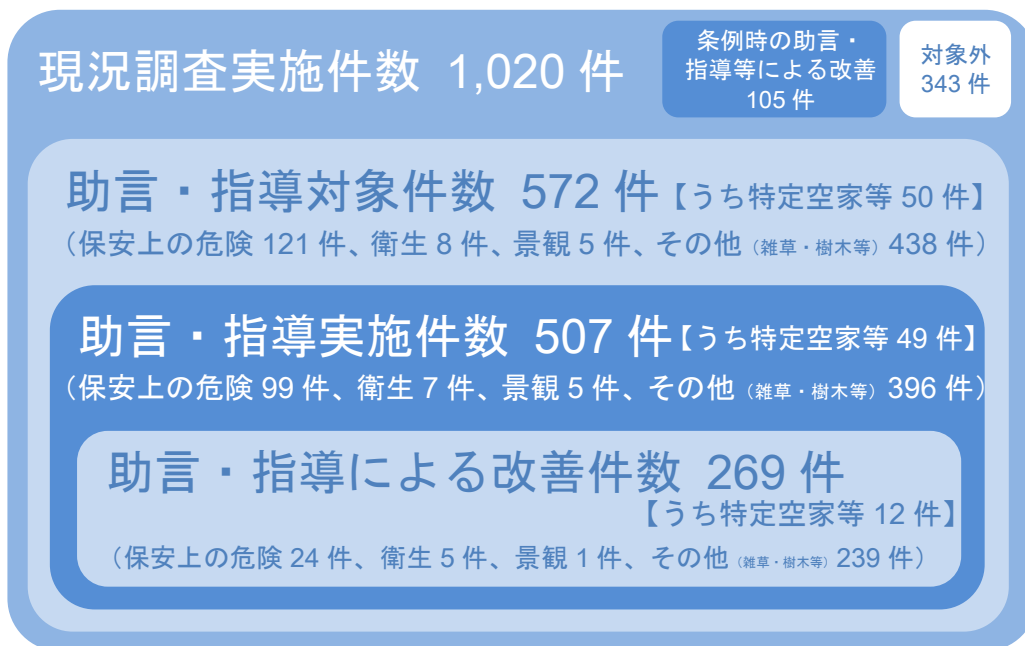 現況調査実施件数 1,020 件
条例時の助言・
指導等による改善
105 件
対象外
343 件
助言・指導対象件数 572 件【うち特定空家等 50 件】
（保安上の危険 121 件、衛生 8 件、景観 5 件、その他（雑草・樹木等）438 件）
助言・指導実施件数 507 件【うち特定空家等 49 件】
（保安上の危険 99 件、衛生 7 件、景観 5 件、その他（雑草・樹木等）396 件）
助言・指導による改善件数 269 件
【うち特定空家等 12 件】
（保安上の危険 24 件、衛生 5 件、景観 1 件、その他（雑草・樹木等）239 件）